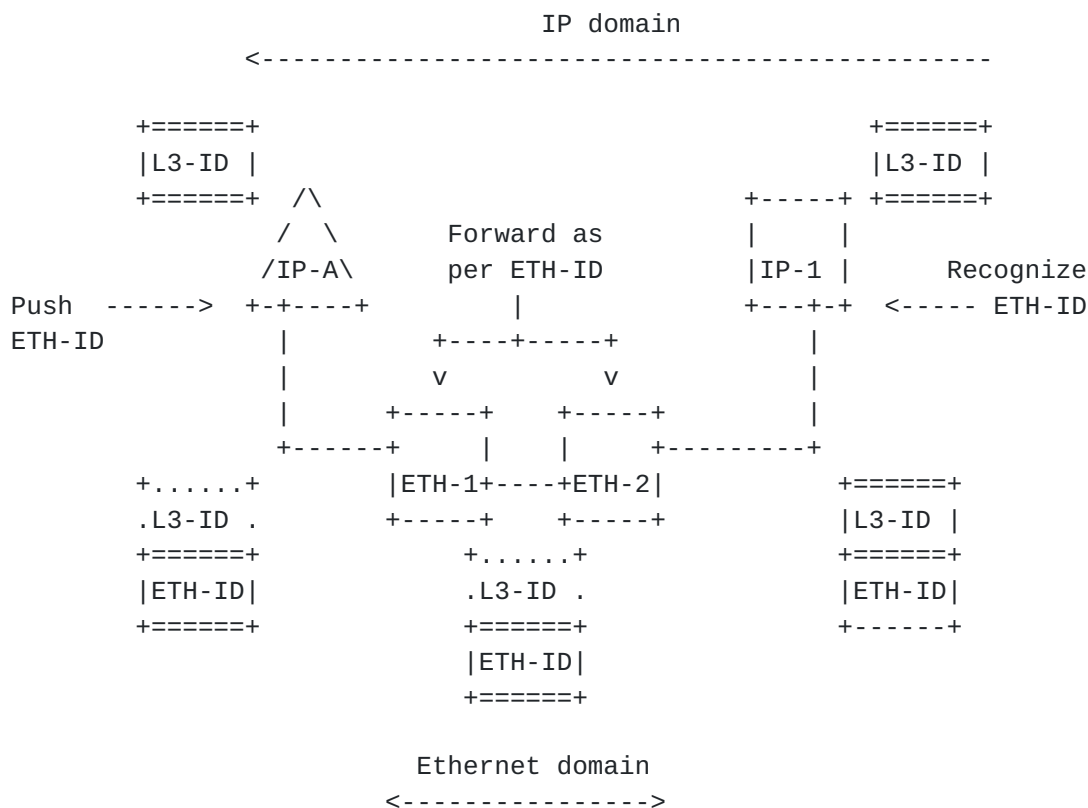 IP domain
L3-ID L3-ID
Forward as
IP-A per ETH-ID IP-1 Recognize
Push ETH-ID
ETH-ID
v v
ETH-1 ETH-2
L3-ID L3-ID
ETH-ID L3-ID ETH-ID
ETH-ID
Ethernet domain